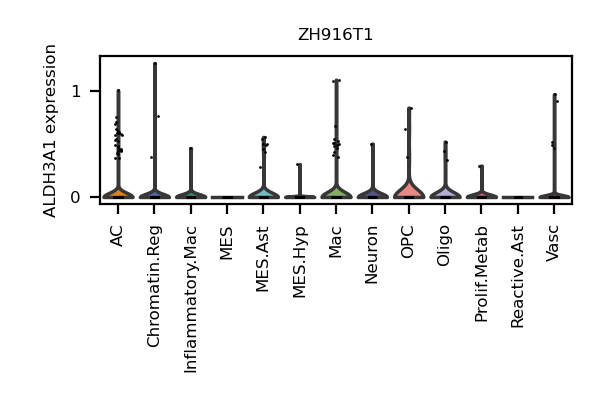 ZH916T1
ALDH3A1 expression
1
0
AC
Chromatin.Reg
Inflammatory.Mac
MES
MES.Ast
MES.Hyp
Mac
Neuron
OPC
Oligo
Prolif.Metab
Reactive.Ast
Vasc